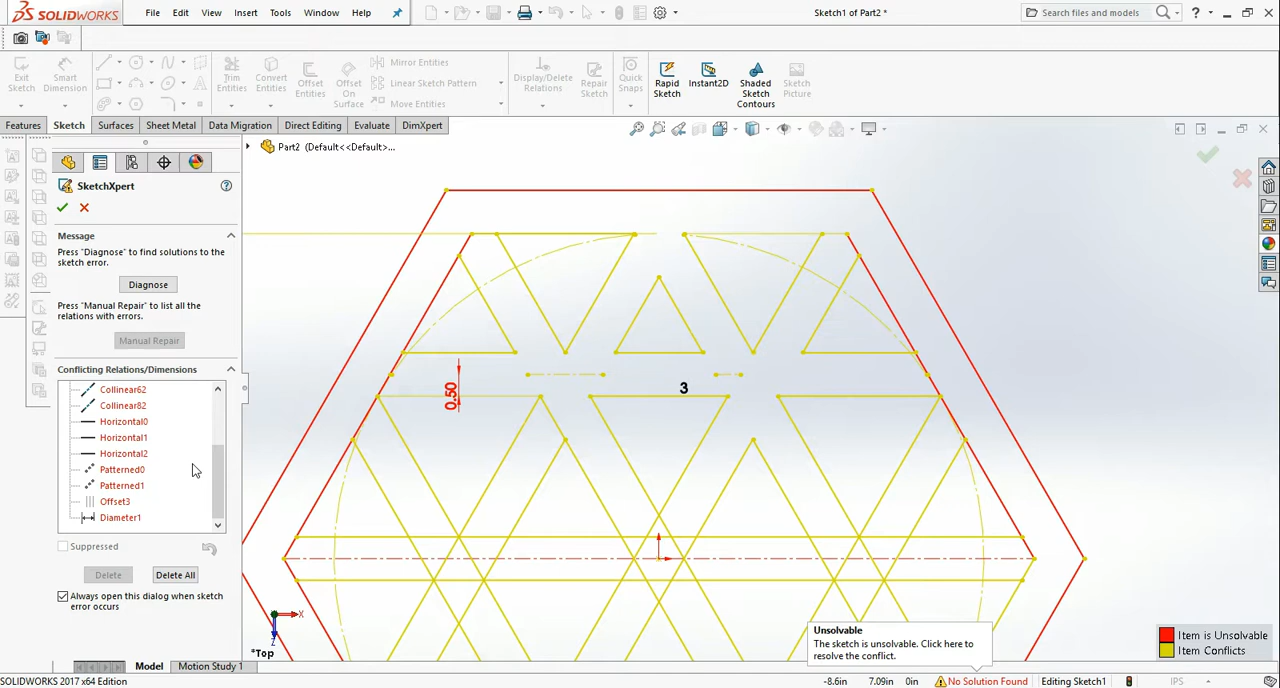 SOLIDWORKS File Edit View Insert Tools Window Help Sketch1 of Part2 * Search files and models ?
Exit Sketch Smart Dimension Trim Entities Convert Entities Offset Entities Offset On Surface Mirror Entities Linear Sketch Pattern Move Entities Display/Delete Relations Repair Sketch Quick Snaps Rapid Sketch Instant2D Shaded Sketch Contours Sketch Picture
Features Sketch Surfaces Sheet Metal Data Migration Direct Editing Evaluate DimXpert
Part2 (Default<<Default>...
SketchXpert ?
Message
Press "Diagnose" to find solutions to the
sketch error.
Diagnose
Press "Manual Repair" to list all the
relations with errors.
Manual Repair
Conflicting Relations/Dimensions
Collinear62
Collinear82
Horizontal0
Horizontal1
Horizontal2
Patterned0
Patterned1
Offset3
Diameter1
Suppressed
Delete Delete All
Always open this dialog when sketch
error occurs
0.50
3
X
Z
*Top
Unsolvable
The sketch is unsolvable. Click here to
resolve the conflict.
Item is Unsolvable
Item Conflicts
Model Motion Study 1
SOLIDWORKS 2017 x64 Edition -8.6in 7.09in 0in No Solution Found Editing Sketch1 IPS